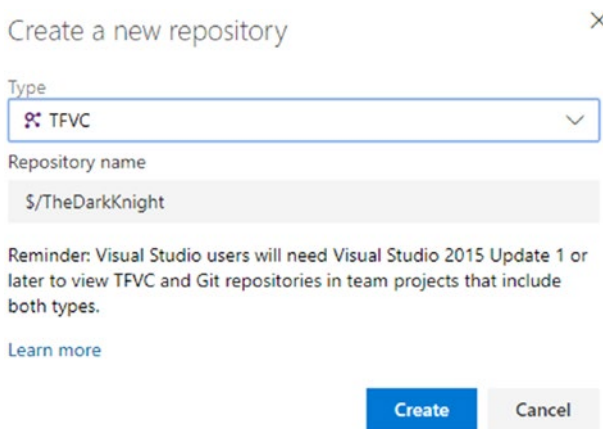 Create a new repository
Type
TFVC
Repository name
$/TheDarkKnight
Reminder: Visual Studio users will need Visual Studio 2015 Update 1 or
later to view TFVC and Git repositories in team projects that include
both types.
Learn more
Create
Cancel